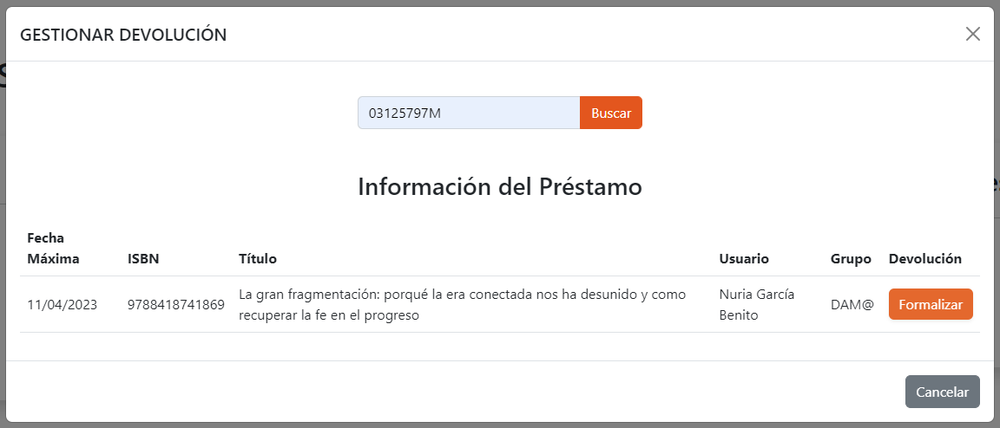 GESTIONAR DEVOLUCIÓN
03125797M
Buscar
Información del Préstamo
Fecha
Máxima ISBN Título Usuario Grupo Devolución
11/04/2023 9788418741869 La gran fragmentación: porqué la era conectada nos ha desunido y como
recuperar la fe en el progreso
Nuria García
Benito
DAM@
Formalizar
Cancelar